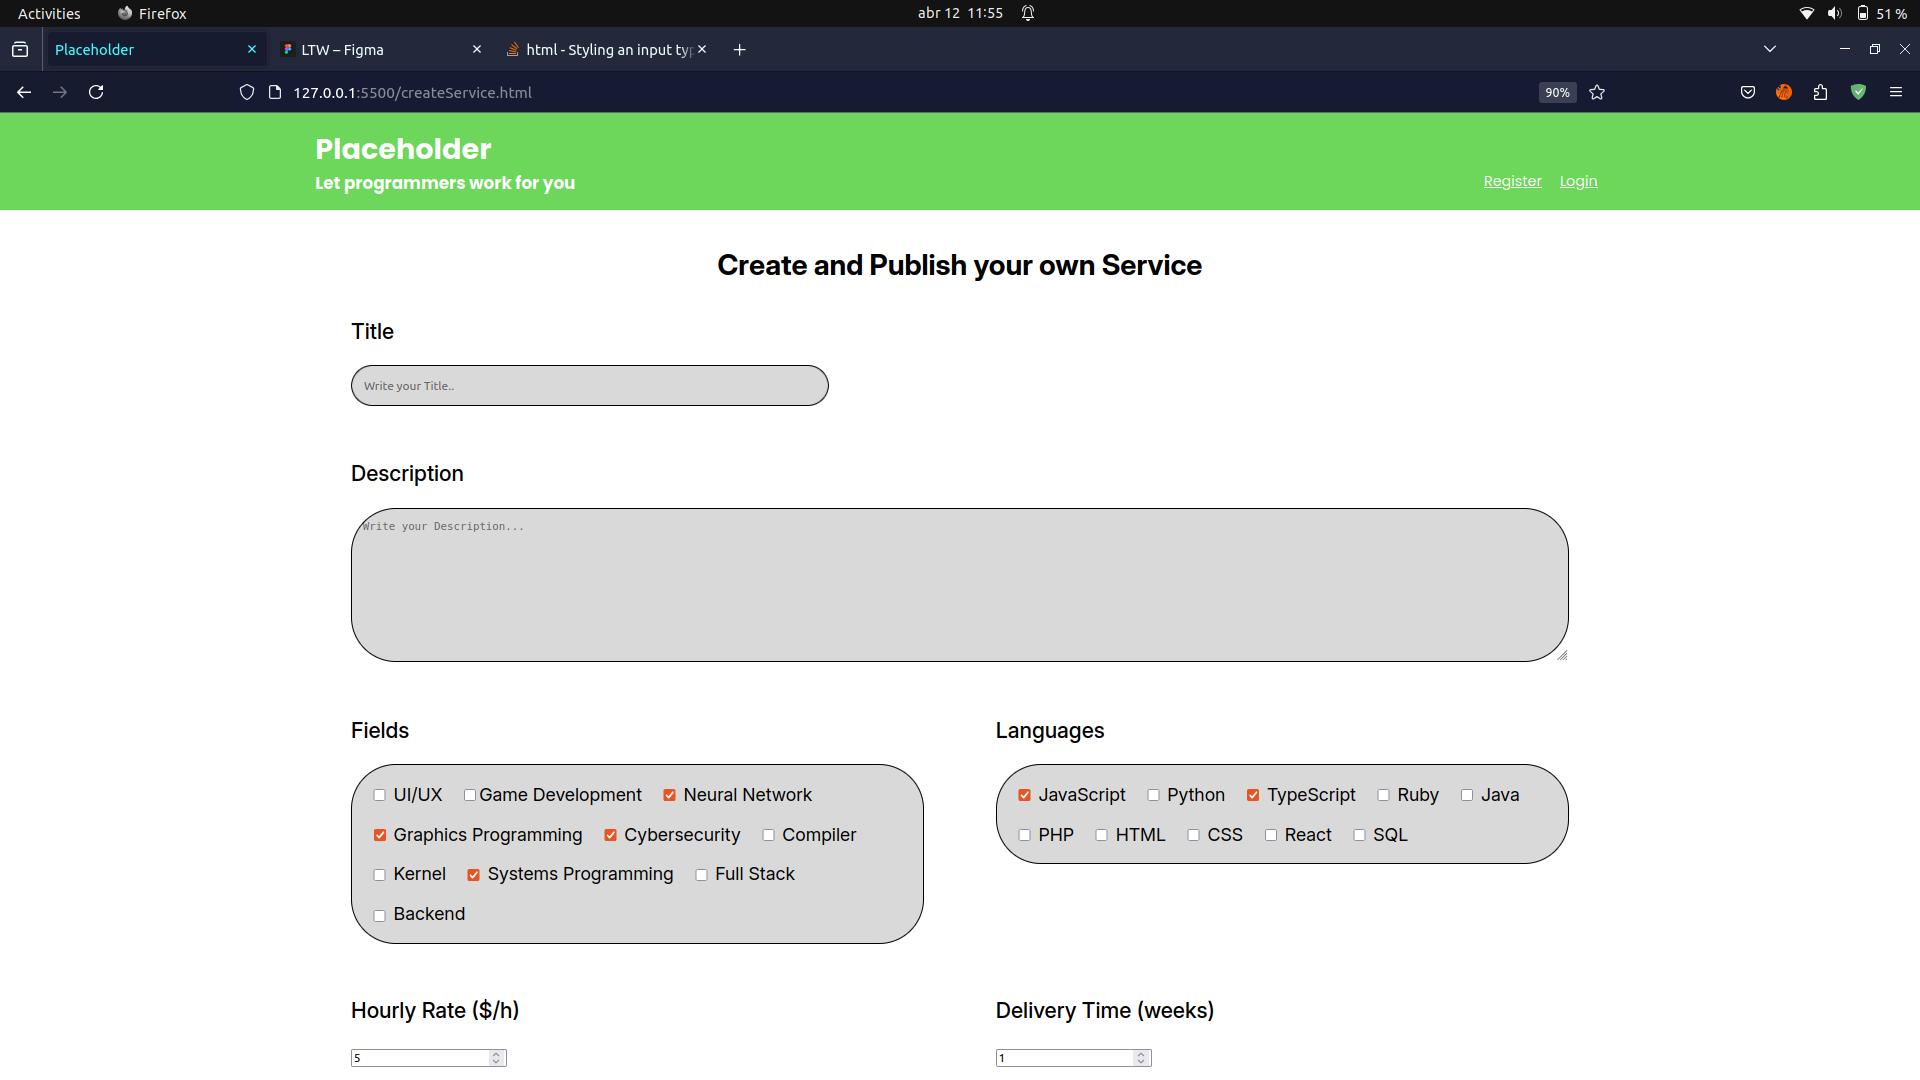 Activities Firefox abr 12 11:55 51 %
Placeholder LTW – Figma html - Styling an input typ
127.0.0.1:5500/createService.html 90%
Placeholder
Let programmers work for you
Register Login
Create and Publish your own Service
Title
Write your Title..
Description
Write your Description...
Fields
UI/UX Game Development Neural Network
Graphics Programming Cybersecurity Compiler
Kernel Systems Programming Full Stack
Backend
Languages
JavaScript Python TypeScript Ruby Java
PHP HTML CSS React SQL
Hourly Rate ($/h)
5
Delivery Time (weeks)
1